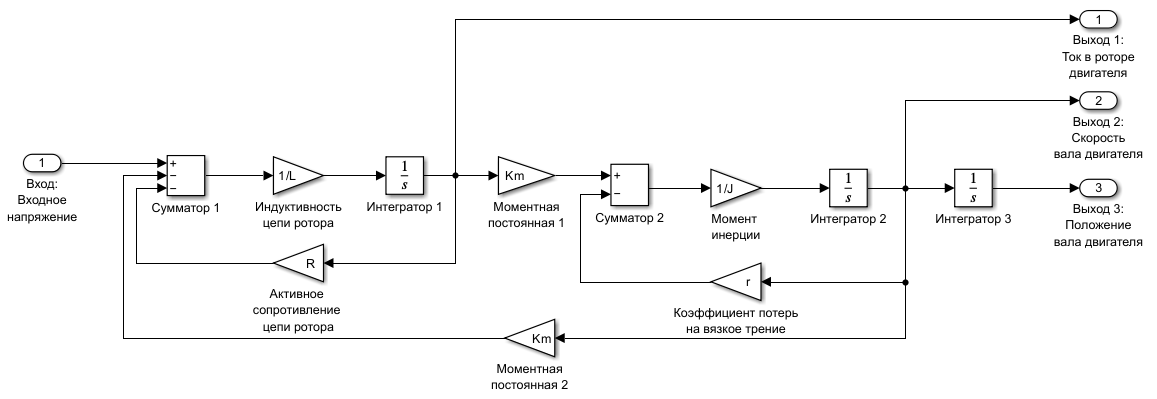 1
Выход 1:
Ток в роторе
двигателя
2
Выход 2:
Скорость
вала двигателя
1
Вход:
Входное
напряжение
+
−
−
Сумматор 1
1/L
Индуктивность
цепи ротора
1
s
Интегратор 1
Km
Моментная
постоянная 1
+
−
Сумматор 2
1/J
Момент
инерции
1
s
Интегратор 2
1
s
Интегратор 3
3
Выход 3:
Положение
вала двигателя
R
Активное
сопротивление
цепи ротора
r
Коэффициент потерь
на вязкое трение
Km
Моментная
постоянная 2